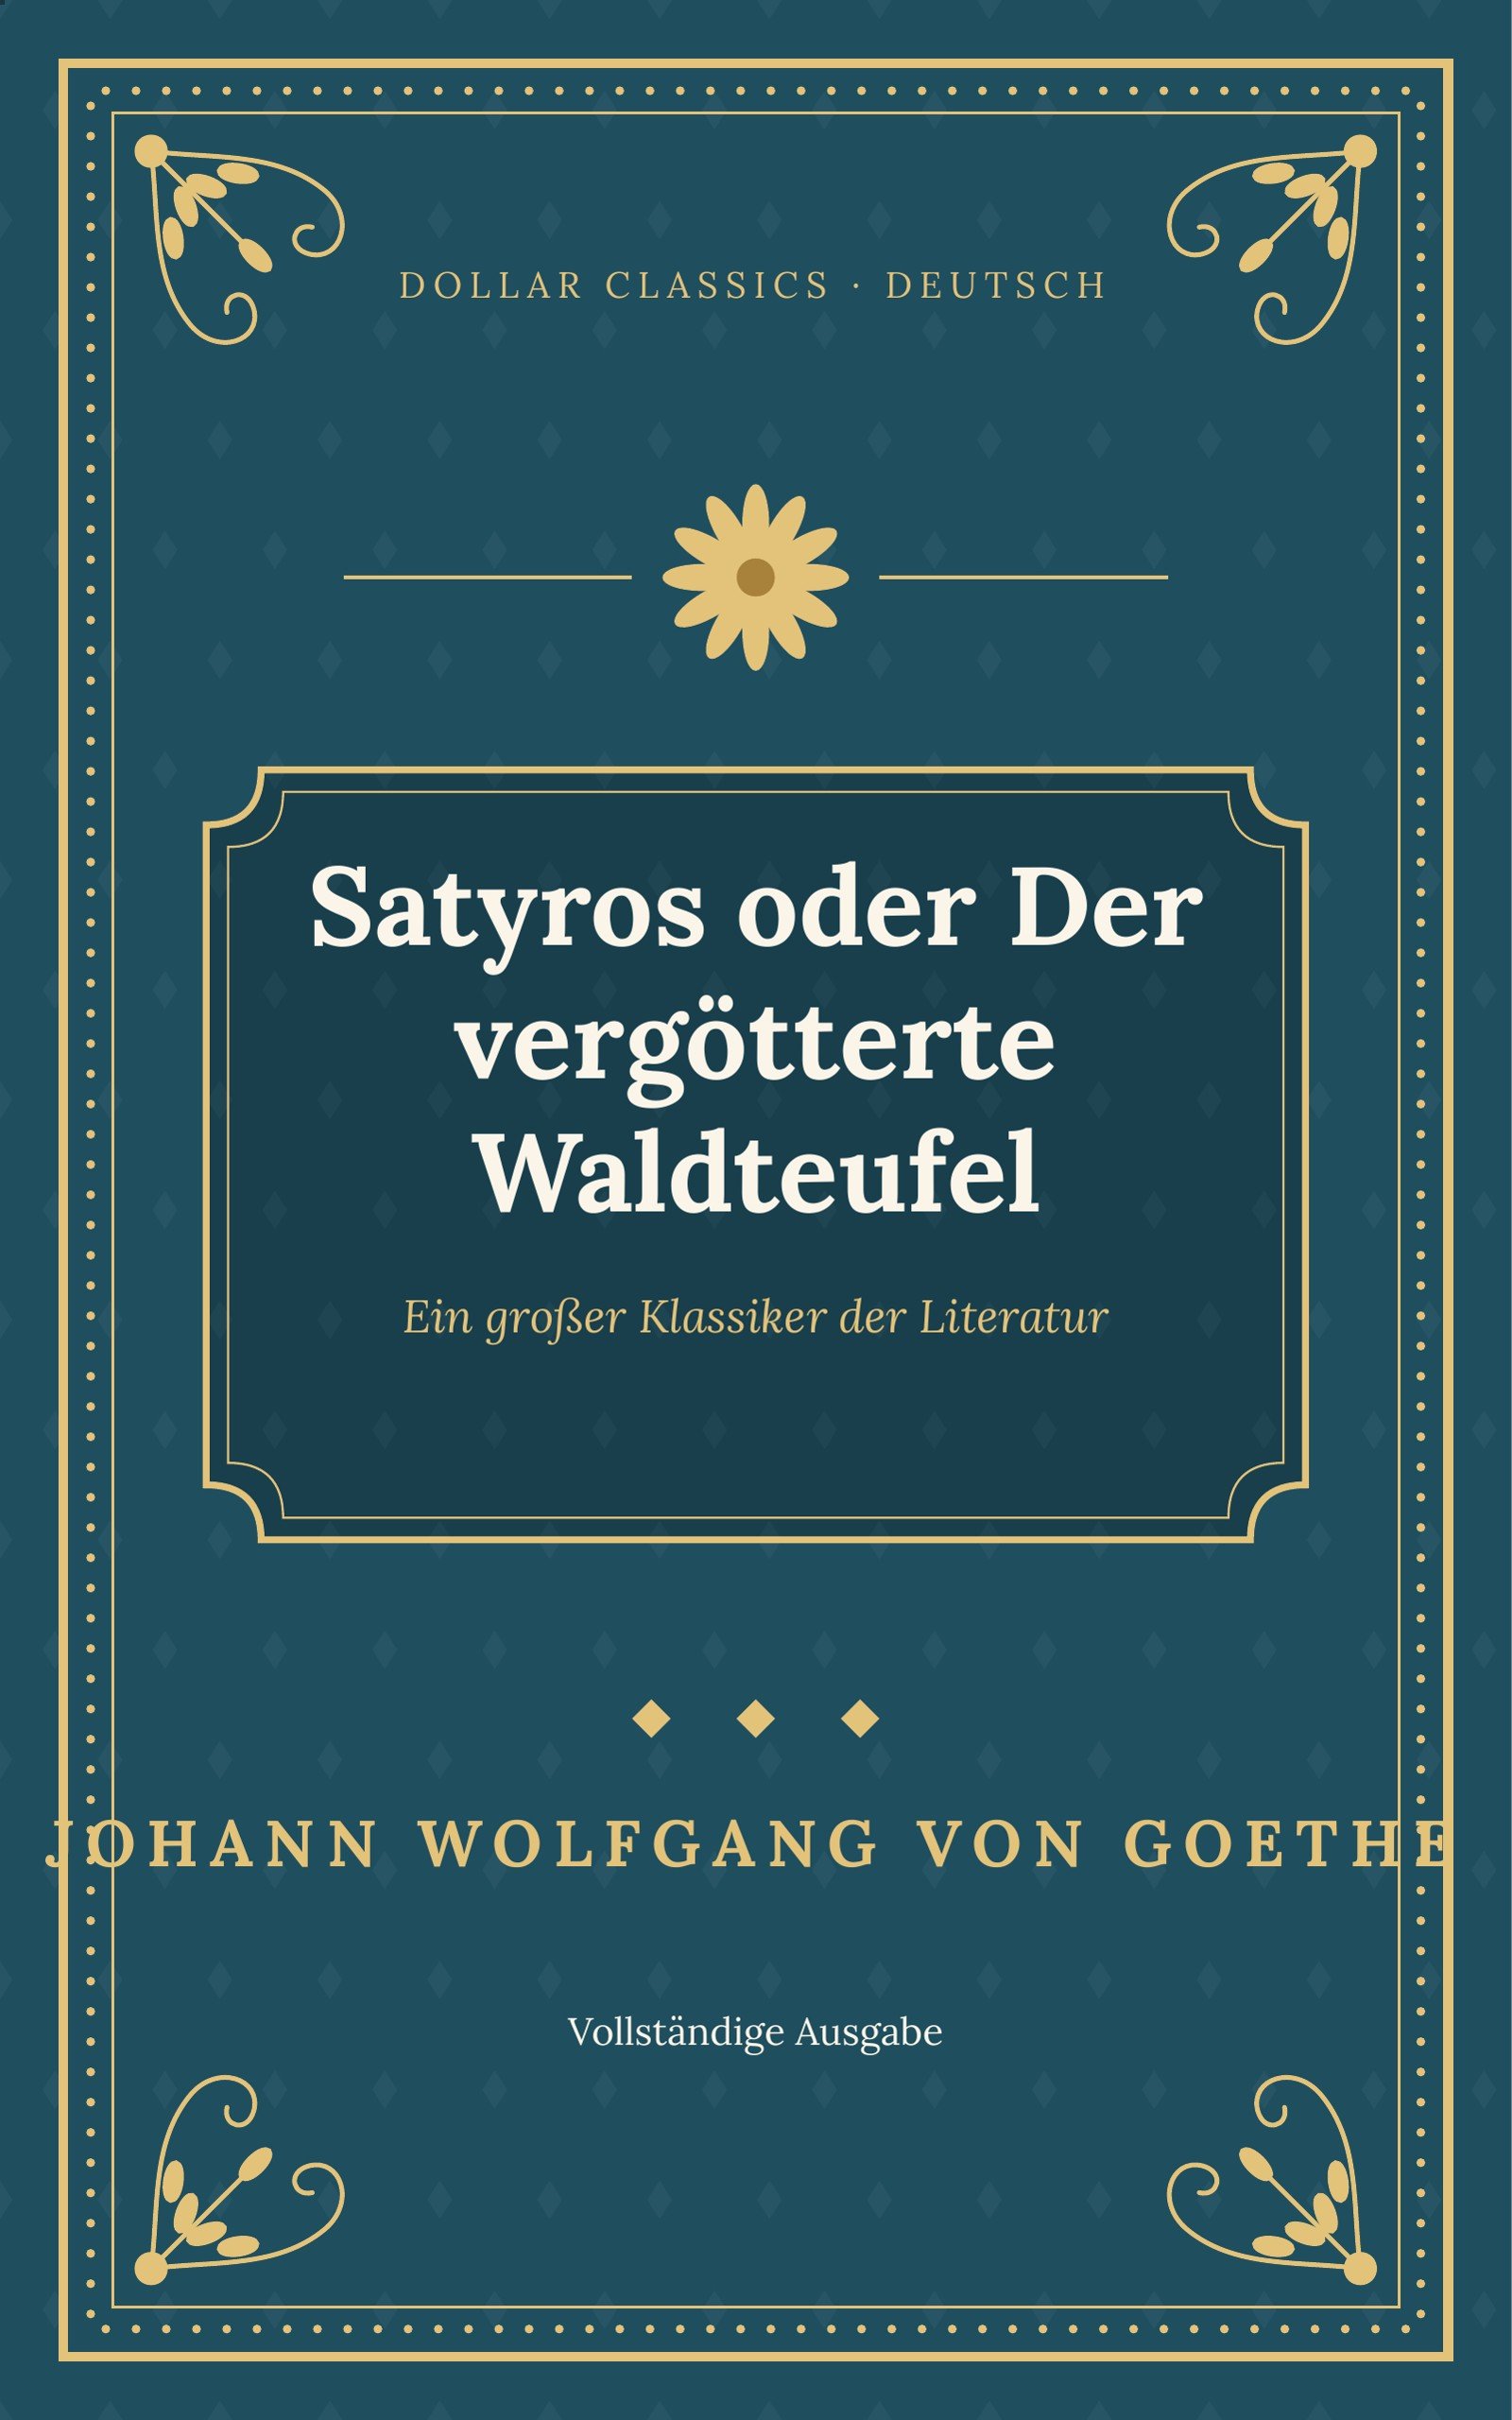 DOLLAR CLASSICS · DEUTSCH
Satyros oder Der
vergötterte
Waldteufel
Ein großer Klassiker der Literatur
JOHANN WOLFGANG VON GOETHE
Vollständige Ausgabe